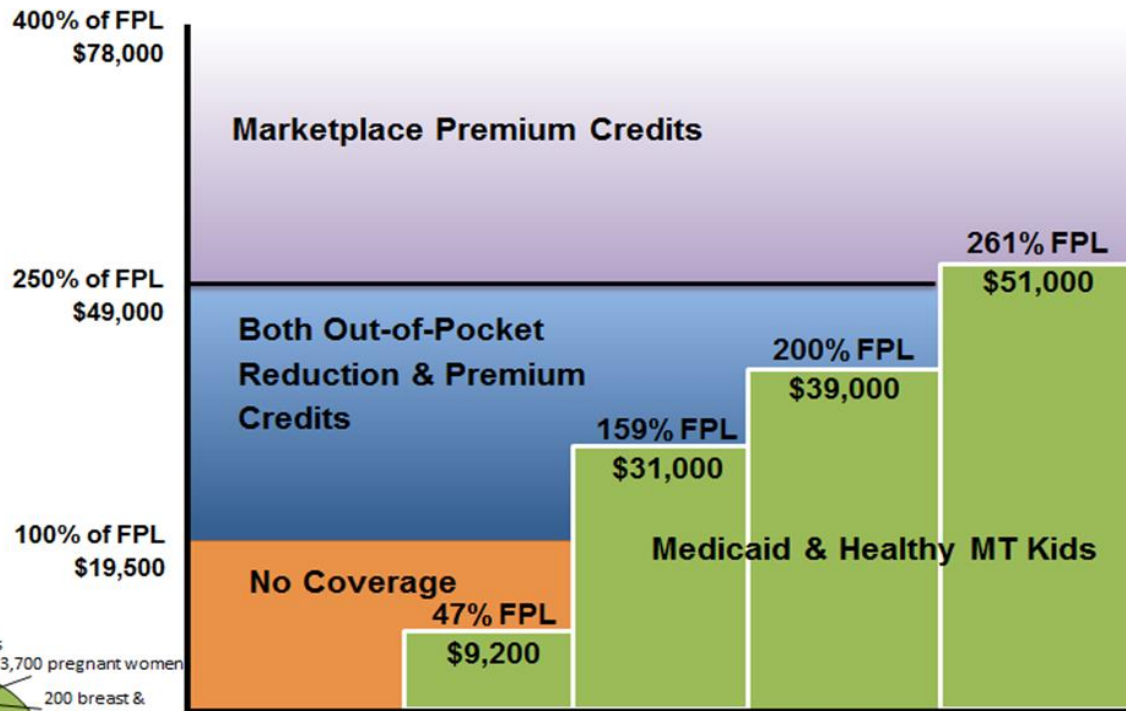 400% of FPL
$78,000
Marketplace Premium Credits
261% FPL
$51,000
250% of FPL
$49,000
Both Out-of-Pocket
Reduction & Premium
Credits
200% FPL
$39,000
159% FPL
$31,000
100% of FPL
$19,500
Medicaid & Healthy MT Kids
No Coverage
47% FPL
$9,200
3,700 pregnant women
200 breast &